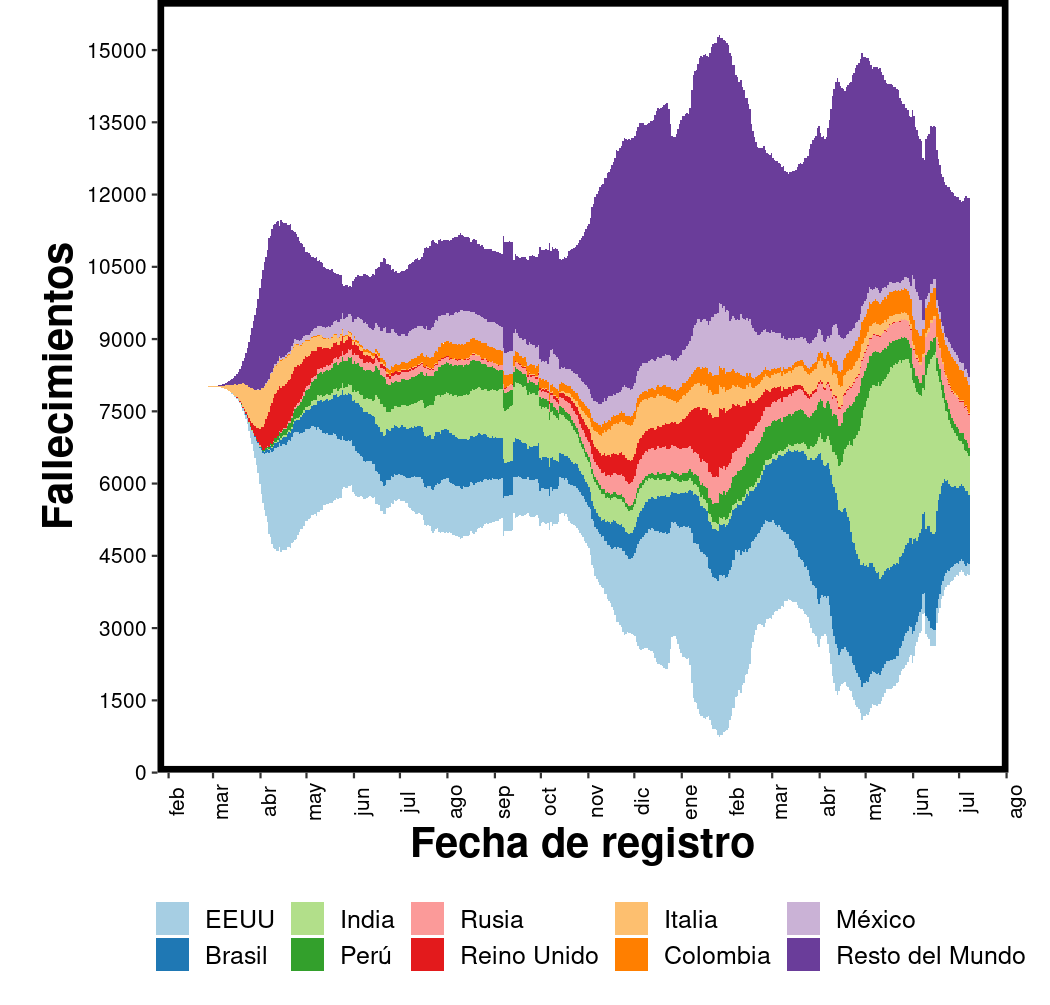 Fallecimientos
15000
13500
12000
10500
9000
7500
6000
4500
3000
1500
0
feb mar abr may jun jul ago sep oct nov dic ene feb mar abr may jun jul ago
Fecha de registro
EEUU India Rusia Italia México
Brasil Perú Reino Unido Colombia Resto del Mundo